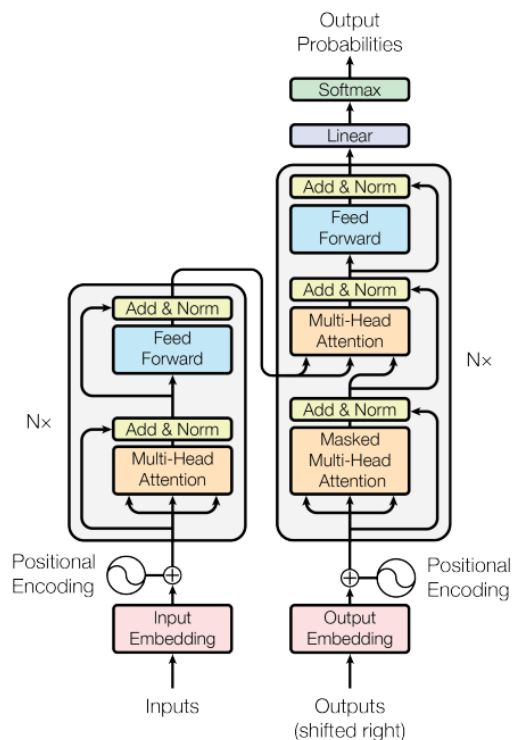 Output
Probabilities
Softmax
Linear
Add & Norm
Feed
Forward
Add & Norm
Multi-Head
Attention
Nx
Add & Norm
Masked
Multi-Head
Attention
Add & Norm
Feed
Forward
Nx
Add & Norm
Multi-Head
Attention
Positional
Encoding
Positional
Encoding
Input
Embedding
Output
Embedding
Inputs
Outputs
(shifted right)